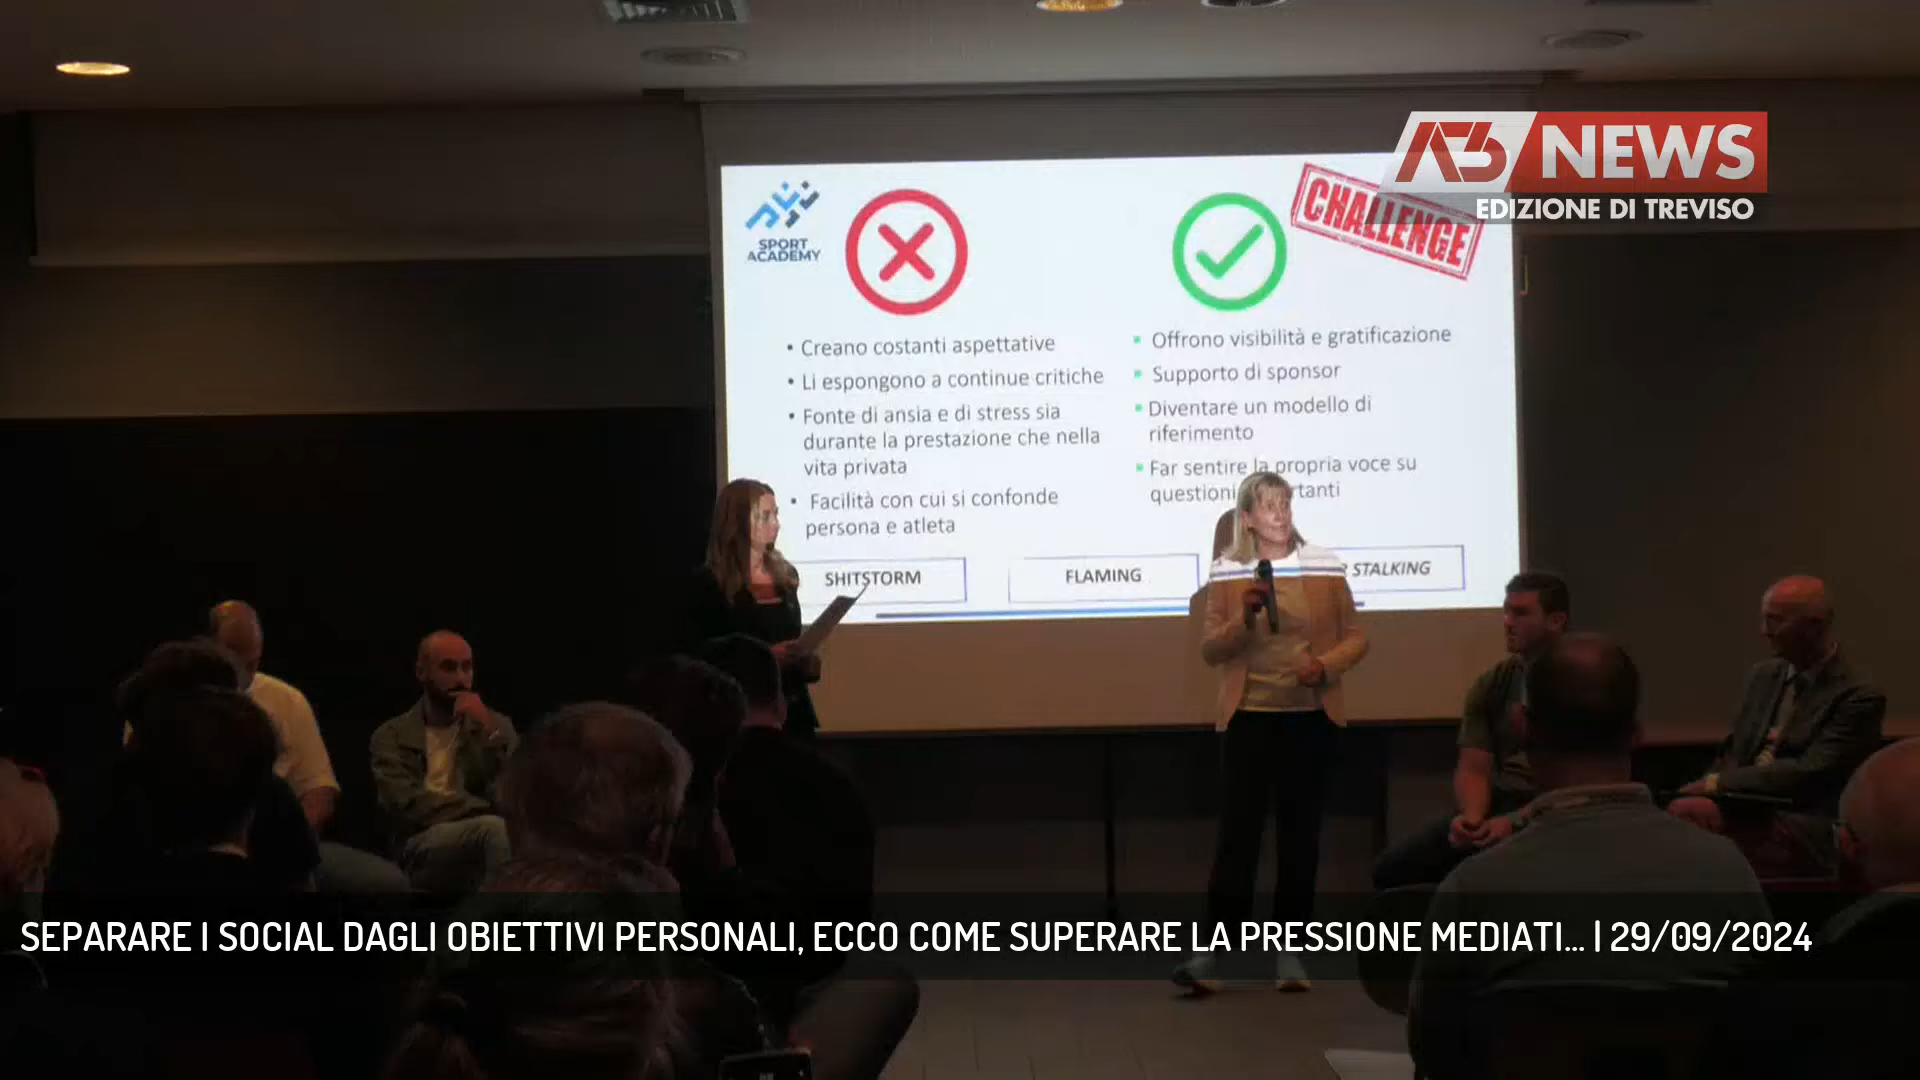 A3 NEWS
EDIZIONE DI TREVISO
CHALLENGE
SPORT
ACADEMY
• Creano costanti aspettative
• Li espongono a continue critiche
• Fonte di ansia e di stress sia
durante la prestazione che nella
vita privata
• Facilità con cui si confonde
persona e atleta
▪ Offrono visibilità e gratificazione
▪ Supporto di sponsor
▪ Diventare un modello di
riferimento
▪ Far sentire la propria voce su
questioni
SHITSTORM
FLAMING
STALKING
SEPARARE I SOCIAL DAGLI OBIETTIVI PERSONALI, ECCO COME SUPERARE LA PRESSIONE MEDIATI... | 29/09/2024